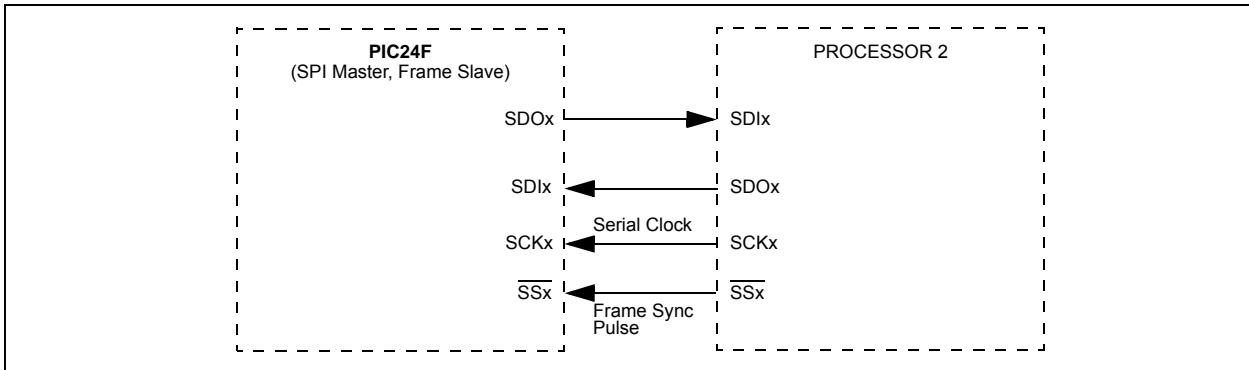 PIC24F
(SPI Master, Frame Slave)
PROCESSOR 2
SDOx
SDIx
SDIx
SDOx
Serial Clock
SCKx
SCKx
SSx
SSx
Frame Sync
Pulse